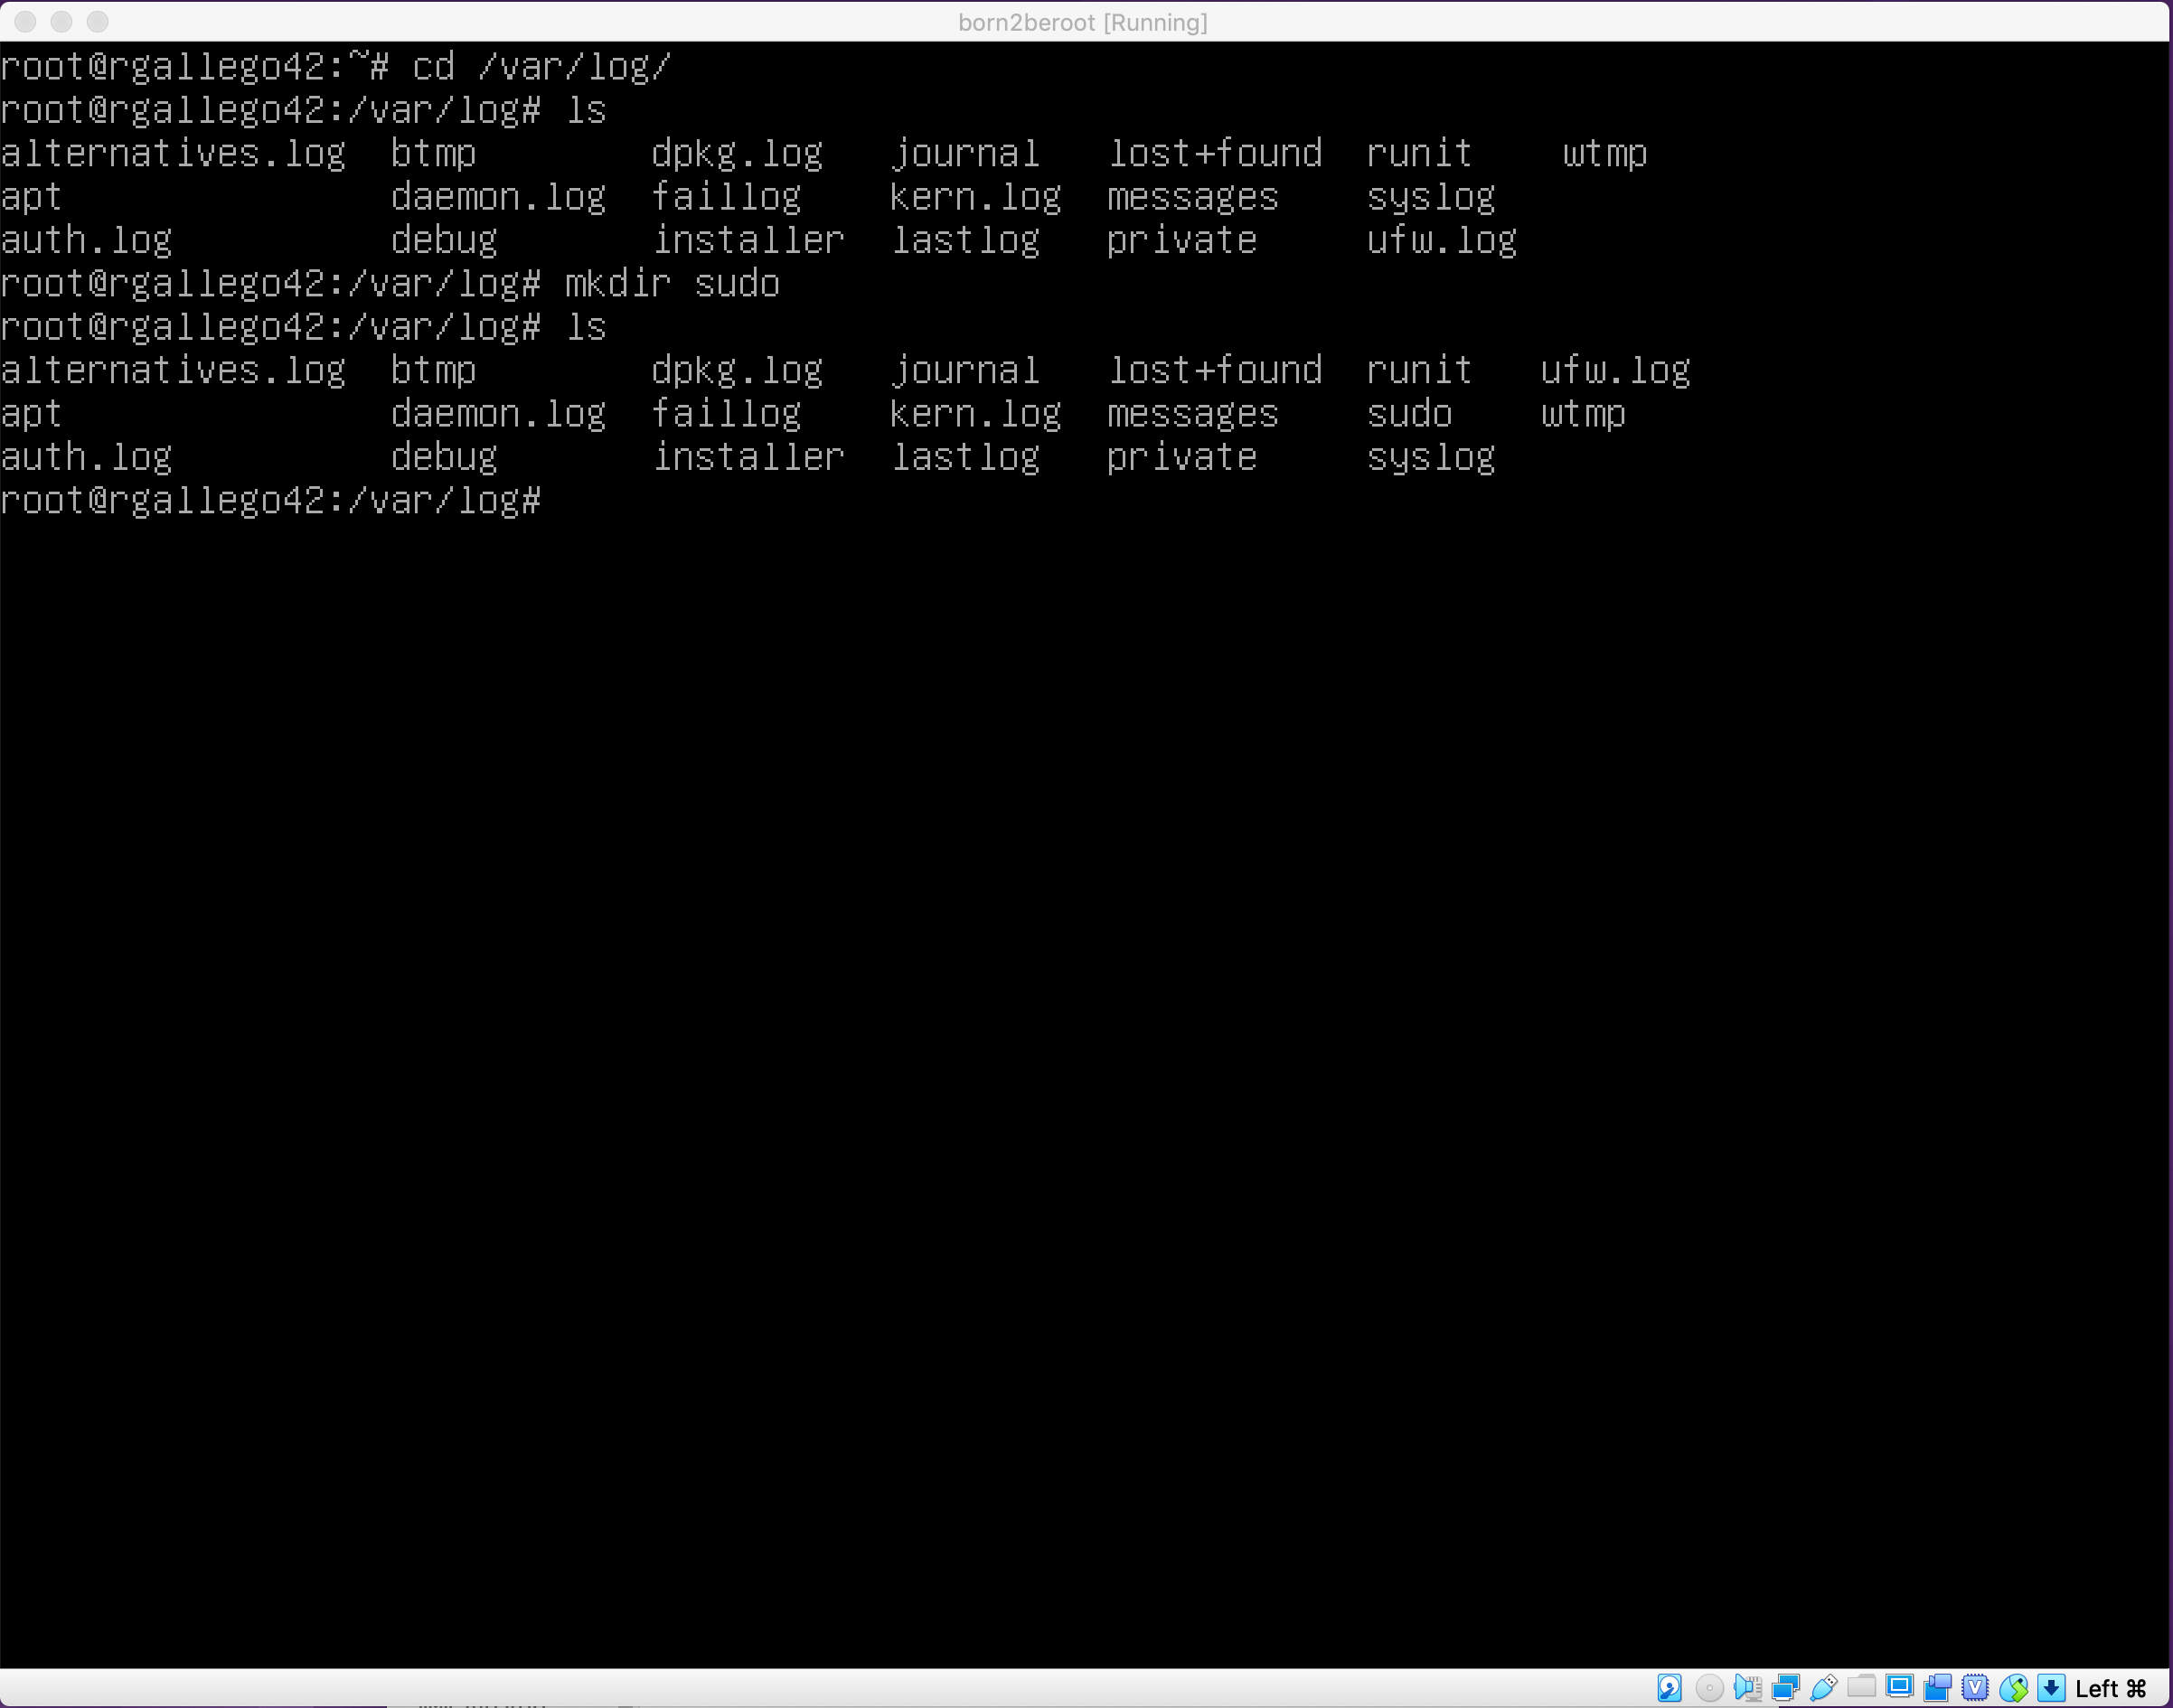 born2beroot [Running]
root@rgallego42:~# cd /var/log/
root@rgallego42:/var/log# ls
alternatives.log  btmp        dpkg.log   journal   lost+found  runit    wtmp
apt               daemon.log  faillog    kern.log  messages    syslog
auth.log          debug       installer  lastlog   private     ufw.log
root@rgallego42:/var/log# mkdir sudo
root@rgallego42:/var/log# ls
alternatives.log  btmp        dpkg.log   journal   lost+found  runit   ufw.log
apt               daemon.log  faillog    kern.log  messages    sudo    wtmp
auth.log          debug       installer  lastlog   private     syslog
root@rgallego42:/var/log#
Left ⌘